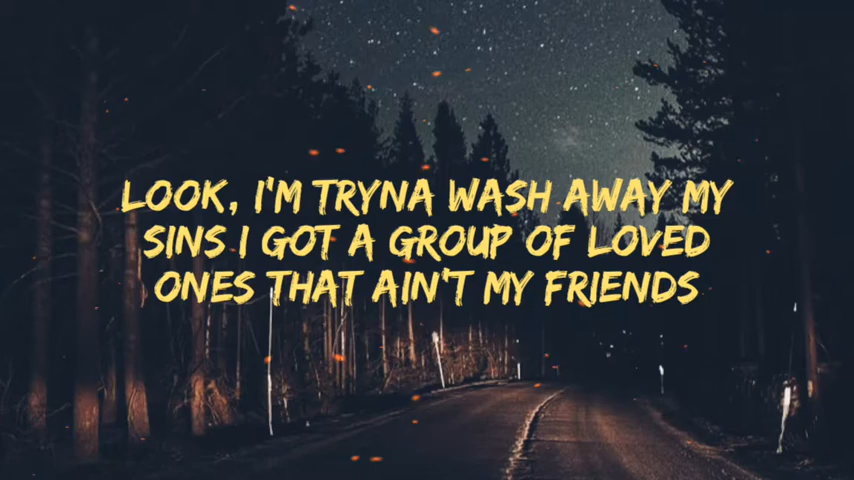 LOOK, I'M TRYNA WASH AWAY MY
SINS I GOT A GROUP OF LOVED
ONES THAT AIN'T MY FRIENDS